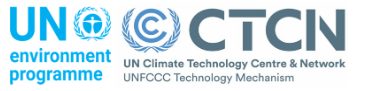 UN
environment
programme
CTCN
UN Climate Technology Centre & Network
UNFCCC Technology Mechanism